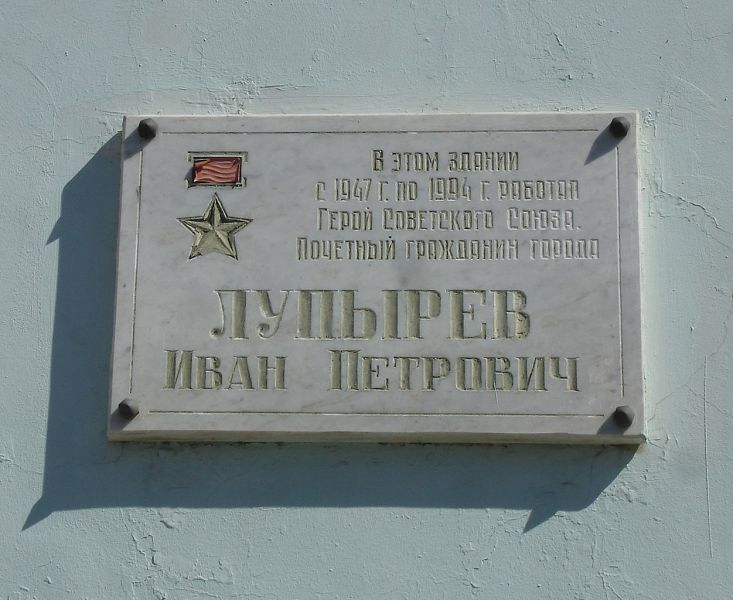 В этом здании
с 1947 г. по 1994 г. работал
Герой Советского Союза.
Почетный гражданин города
ЛУПЫРЕВ
ИВАН ПЕТРОВИЧ